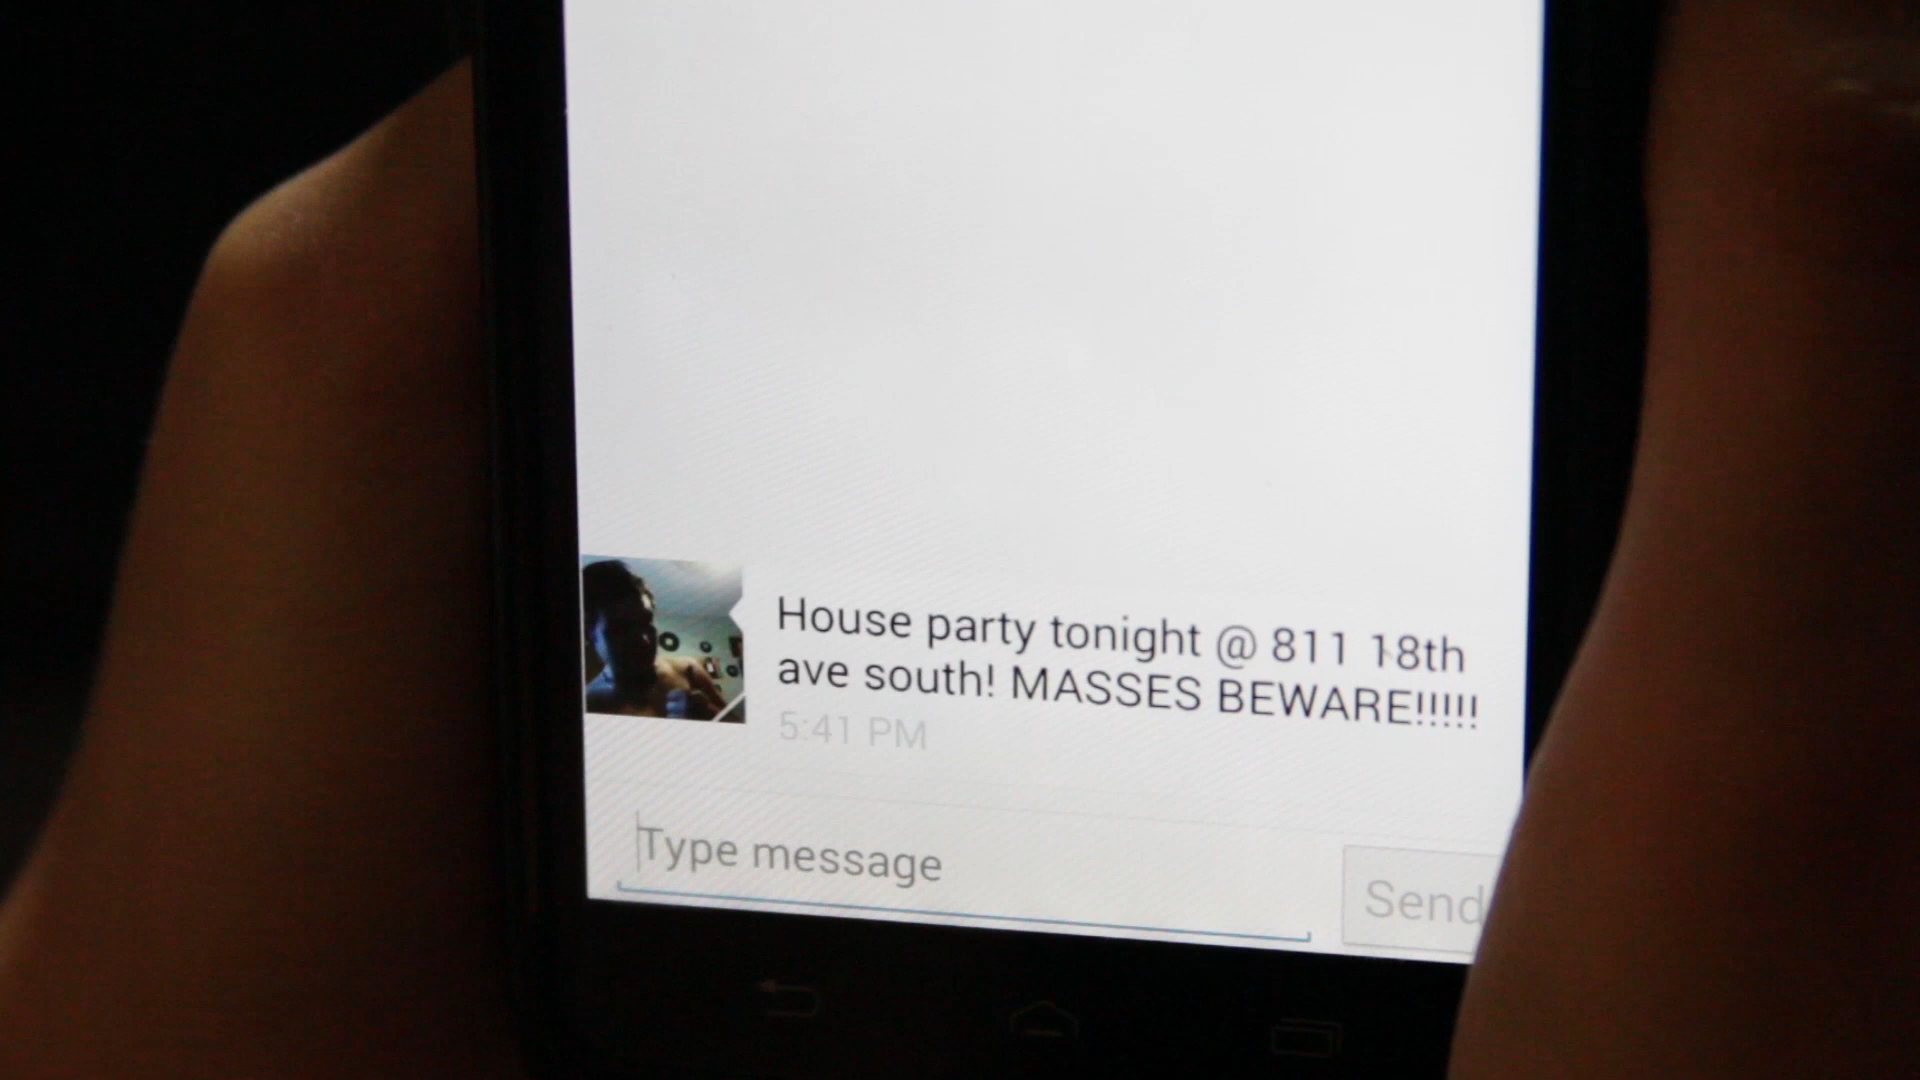 House party tonight @ 811 18th
ave south! MASSES BEWARE!!!!!
5:41 PM
Type message
Send